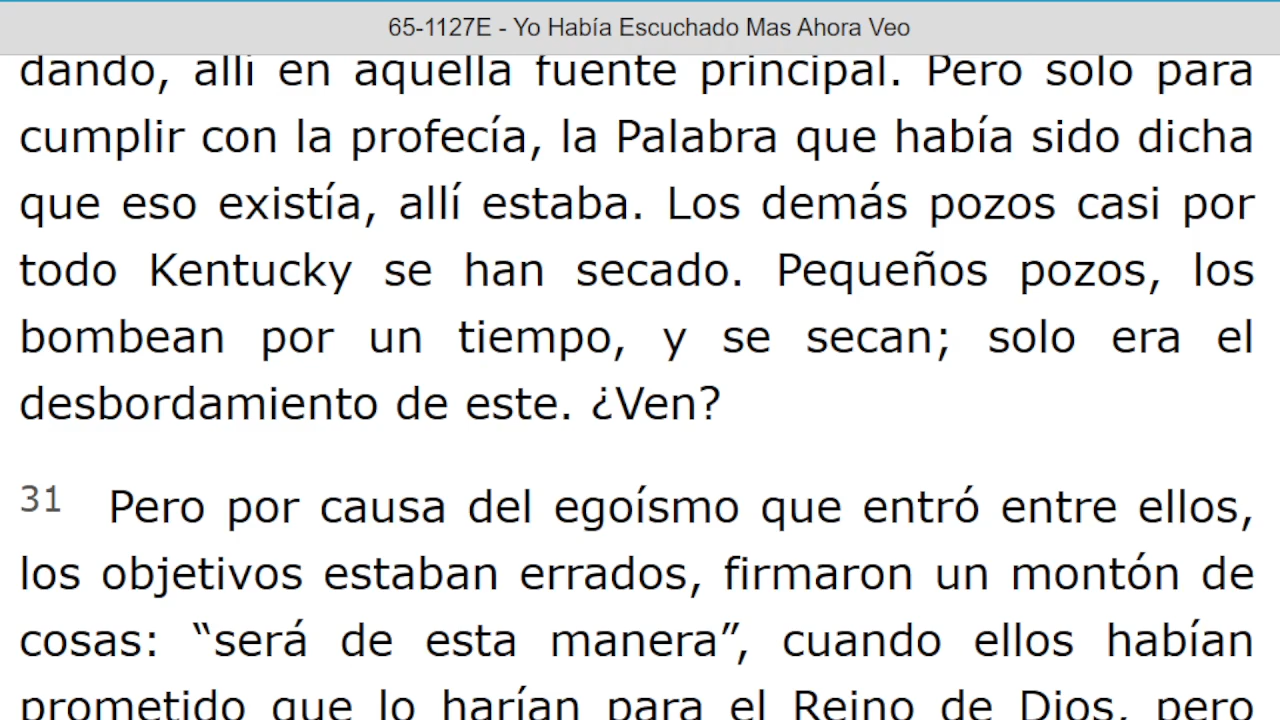 65-1127E - Yo Había Escuchado Mas Ahora Veo
dando, allí en aquella fuente principal. Pero solo para
cumplir con la profecía, la Palabra que había sido dicha
que eso existía, allí estaba. Los demás pozos casi por
todo Kentucky se han secado. Pequeños pozos, los
bombean por un tiempo, y se secan; solo era el
desbordamiento de este. ¿Ven?
31 Pero por causa del egoísmo que entró entre ellos,
los objetivos estaban errados, firmaron un montón de
cosas: “será de esta manera”, cuando ellos habían
prometido que lo harían para el Reino de Dios, pero